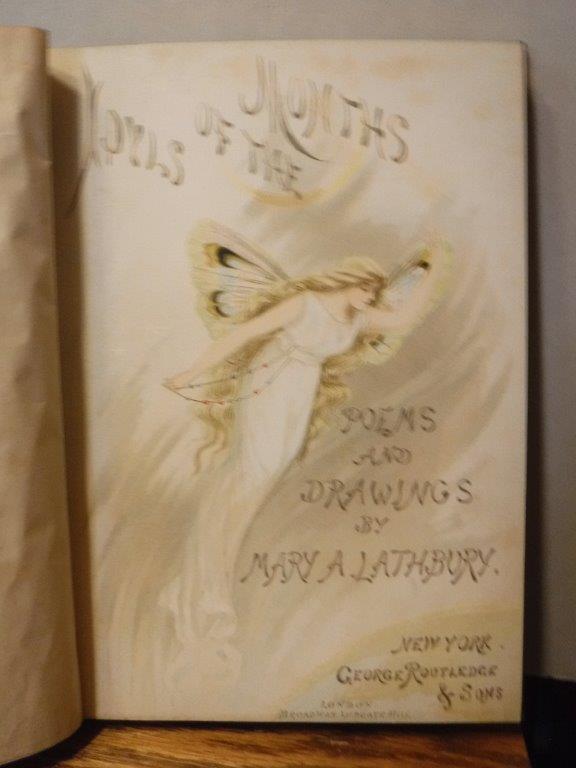 IDYLS OF THE MONTHS
POEMS
AND
DRAWINGS
BY
MARY A. LATHBURY.
NEW YORK.
GEORGE ROUTLEDGE
& SONS
LONDON
BROADWAY, LUDGATE HILL